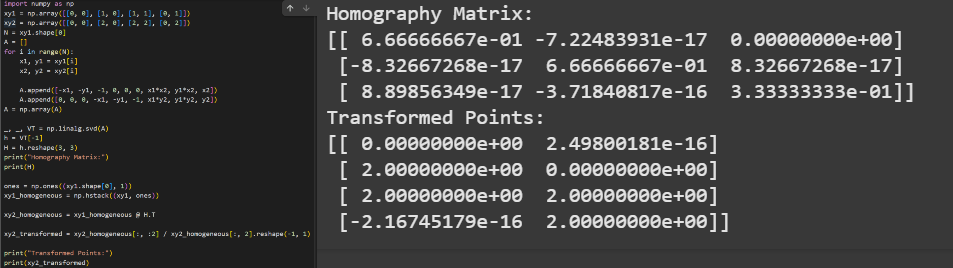 import numpy as np
xy1 = np.array([[0, 0], [1, 0], [1, 1], [0, 1]])
xy2 = np.array([[0, 0], [2, 0], [2, 2], [0, 2]])
N = xy1.shape[0]
A = []
for i in range(N):
    x1, y1 = xy1[i]
    x2, y2 = xy2[i]
    A.append([-x1, -y1, -1, 0, 0, 0, x1*x2, y1*x2, x2])
    A.append([0, 0, 0, -x1, -y1, -1, x1*y2, y1*y2, y2])
A = np.array(A)
_, _, VT = np.linalg.svd(A)
h = VT[-1]
H = h.reshape(3, 3)
print("Homography Matrix:")
print(H)
ones = np.ones((xy1.shape[0], 1))
xy1_homogeneous = np.hstack((xy1, ones))
xy2_homogeneous = xy1_homogeneous @ H.T
xy2_transformed = xy2_homogeneous[:, :2] / xy2_homogeneous[:, 2].reshape(-1, 1)
print("Transformed Points:")
print(xy2_transformed)
Homography Matrix:
[[ 6.66666667e-01 -7.22483931e-17  0.00000000e+00]
 [-8.32667268e-17  6.66666667e-01  8.32667268e-17]
 [ 8.89856349e-17 -3.71840817e-16  3.33333333e-01]]
Transformed Points:
[[ 0.00000000e+00  2.49800181e-16]
 [ 2.00000000e+00  0.00000000e+00]
 [ 2.00000000e+00  2.00000000e+00]
 [-2.16745179e-16  2.00000000e+00]]